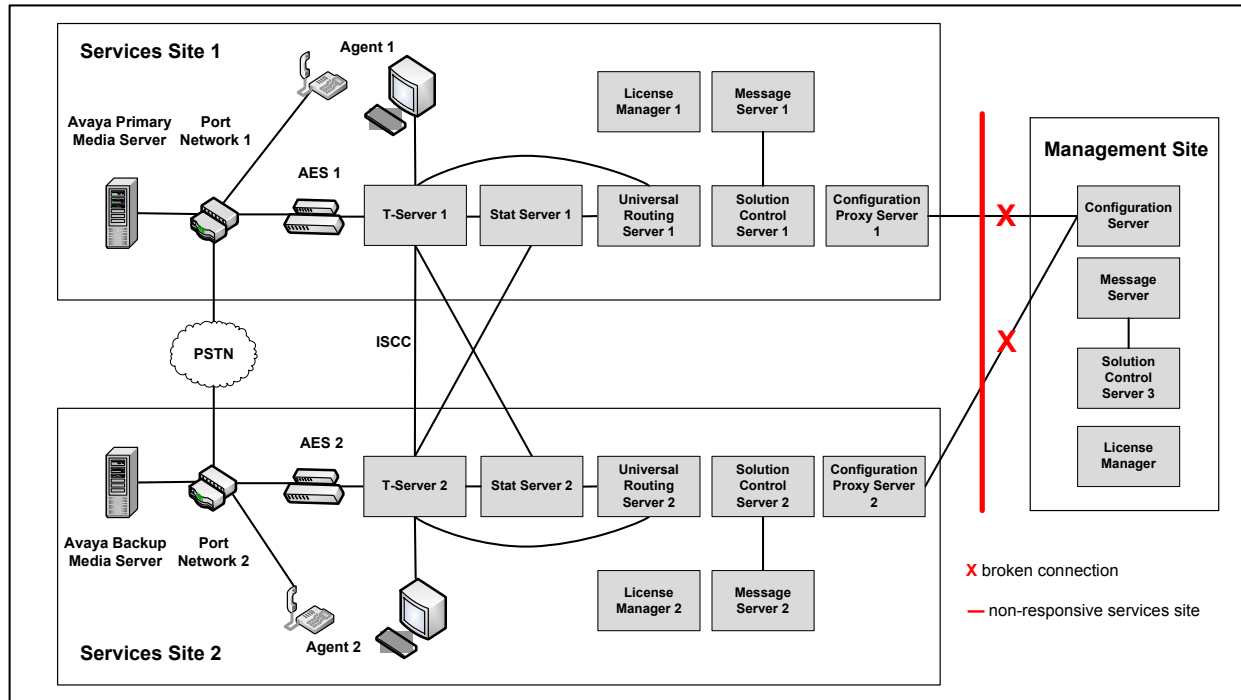 Services Site 1
Agent 1
Avaya Primary
Media Server
Port
Network 1
AES 1
License
Manager 1
Message
Server 1
T-Server 1
Stat Server 1
Universal
Routing
Server 1
Solution
Control
Server 1
Configuration
Proxy Server
1
Management Site
Configuration
Server
Message
Server
Solution
Control
Server 3
License
Manager
X
X
PSTN
ISCC
AES 2
T-Server 2
Stat Server 2
Universal
Routing
Server 2
Solution
Control
Server 2
Configuration
Proxy Server
2
Avaya Backup
Media Server
Port
Network 2
License
Manager 2
Message
Server 2
Agent 2
Services Site 2
X broken connection
non-responsive services site